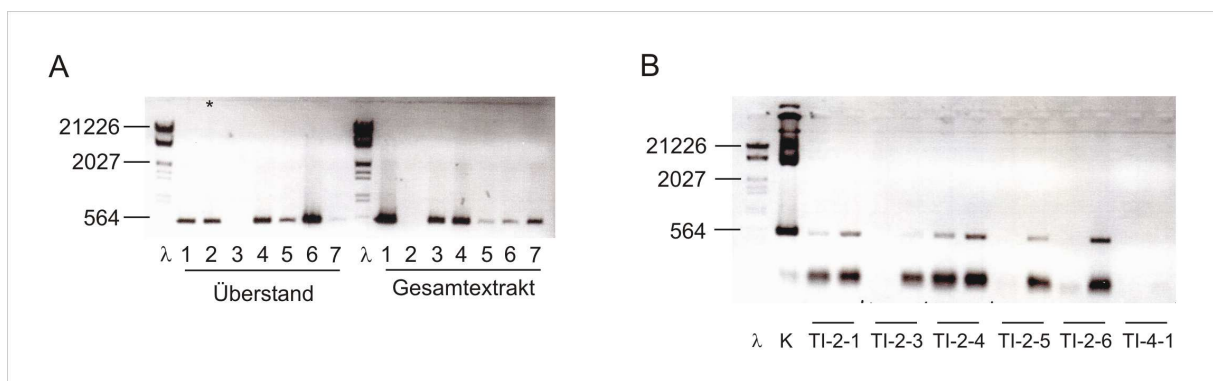 A
B
*
21226
2027
564
λ 1 2 3 4 5 6 7 λ 1 2 3 4 5 6 7
Überstand Gesamtextrakt
21226
2027
564
λ K TI-2-1 TI-2-3 TI-2-4 TI-2-5 TI-2-6 TI-4-1